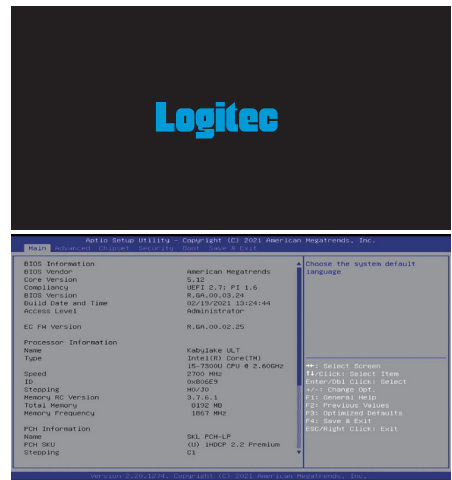 Logitec
Aptio Setup Utility - Copyright (C) 2021 American Megatrends, Inc.
Main Advanced Chipset Security Boot Save & Exit
BIOS Information
BIOS Vendor American Megatrends
Core Version 5.12
Compliancy UEFI 2.7; PI 1.6
BIOS Version R.GA.00.03.24
Build Date and Time 02/19/2021 13:24:44
Access Level Administrator
EC FW Version R.GA.00.02.25
Processor Information
Name Kabylake ULT
Type Intel(R) Core(TM)
i5-7300U CPU @ 2.60GHz
Speed 2700 MHz
ID 0x806E9
Stepping H0/J0
Memory RC Version 3.7.6.1
Total Memory 8192 MB
Memory Frequency 1867 MHz
PCH Information
Name SKL PCH-LP
PCH SKU (U) iHDCP 2.2 Premium
Stepping C1
Choose the system default
language
→←: Select Screen
↑↓/Click: Select Item
Enter/Dbl Click: Select
+/-: Change Opt.
F1: General Help
F2: Previous Values
F3: Optimized Defaults
F4: Save & Exit
ESC/Right Click: Exit
Version 2.20.1274. Copyright (C) 2021 American Megatrends, Inc.